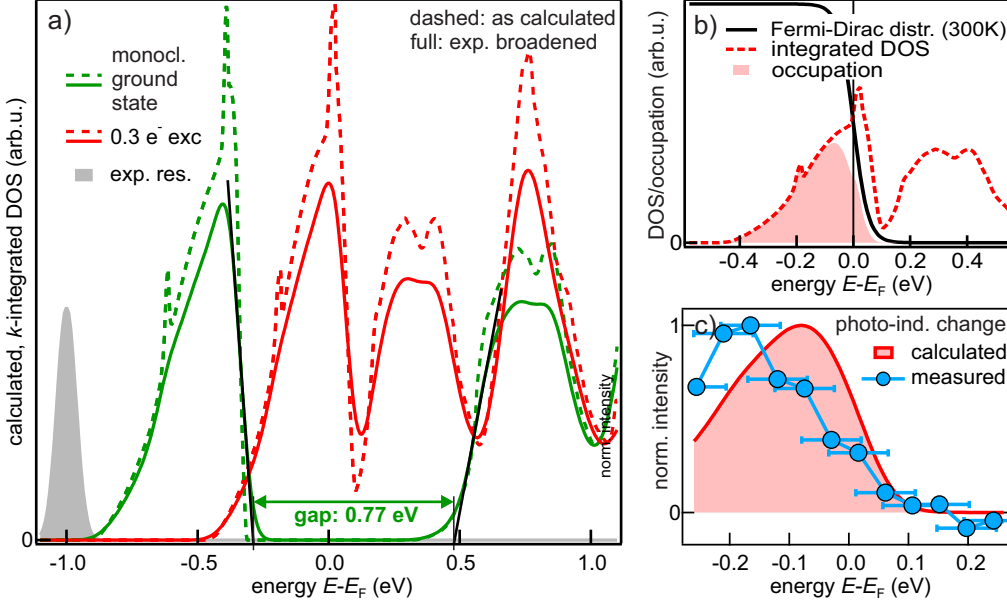 a)
dashed: as calculated
full: exp. broadened
monocl.
ground
state
0.3 e⁻ exc
exp. res.
gap: 0.77 eV
calculated, k-integrated DOS (arb.u.)
0
-1.0 -0.5 0.0 0.5 1.0
energy E-E_F (eV)
norm. intensity
b)
Fermi-Dirac distr. (300K)
integrated DOS
occupation
DOS/occupation (arb.u.)
0
-0.4 -0.2 0.0 0.2 0.4
energy E-E_F (eV)
c)
photo-ind. change
calculated
measured
norm. intensity
1
0
-0.2 -0.1 0.0 0.1 0.2
energy E-E_F (eV)